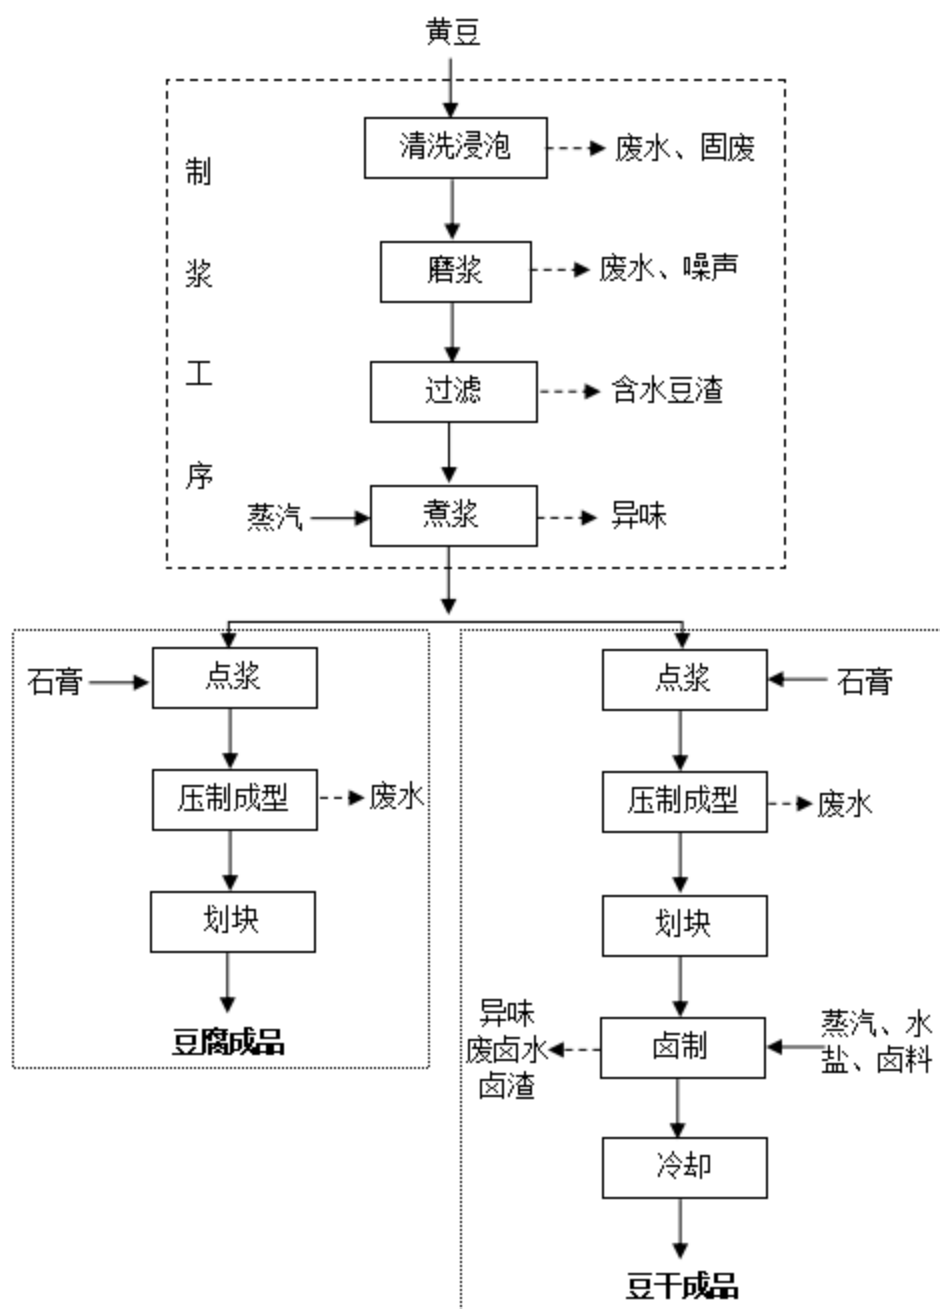 黄豆
制
浆
工
序
清洗浸泡
废水、固废
磨浆
废水、噪声
过滤
含水豆渣
蒸汽
煮浆
异味
石膏
点浆
压制成型
废水
划块
豆腐成品
点浆
石膏
压制成型
废水
划块
异味
废卤水
卤渣
卤制
蒸汽、水
盐、卤料
冷却
豆干成品